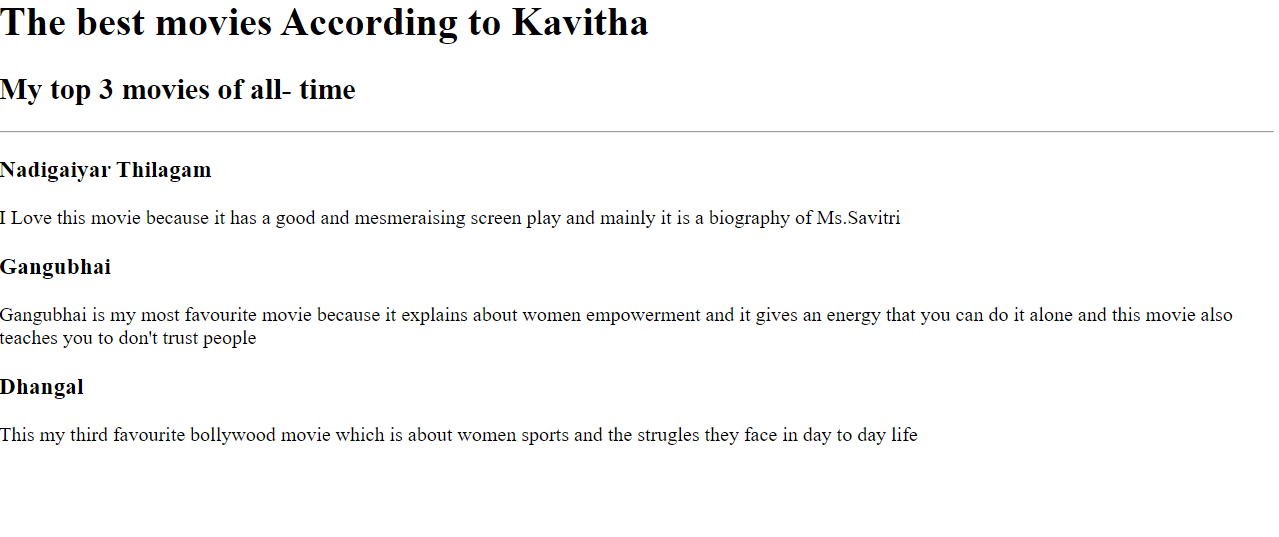 The best movies According to Kavitha
My top 3 movies of all- time
Nadigaiyar Thilagam
I Love this movie because it has a good and mesmeraising screen play and mainly it is a biography of Ms.Savitri
Gangubhai
Gangubhai is my most favourite movie because it explains about women empowerment and it gives an energy that you can do it alone and this movie also
teaches you to don't trust people
Dhangal
This my third favourite bollywood movie which is about women sports and the strugles they face in day to day life